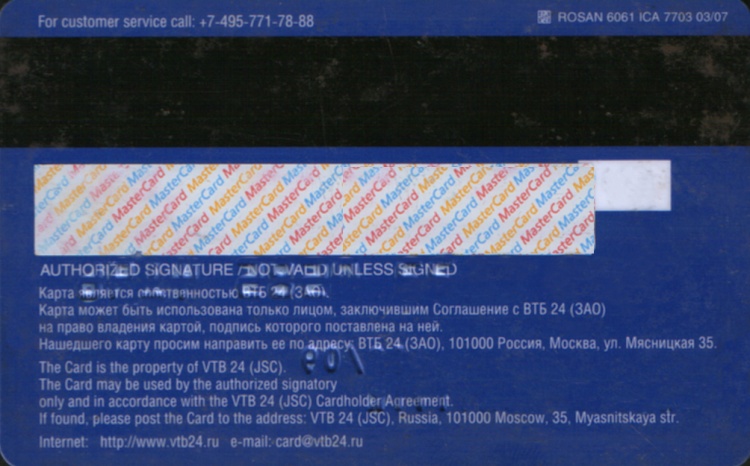 For customer service call: +7-495-771-78-88
ROSAN 6061 ICA 7703 03/07
MasterCard MasterCard MasterCard MasterCard MasterCard
AUTHORIZED SIGNATURE / NOT VALID UNLESS SIGNED
Карта является собственностью ВТБ 24 (ЗАО).
Карта может быть использована только лицом, заключившим Соглашение с ВТБ 24 (ЗАО)
на право владения картой, подпись которого поставлена на ней.
Нашедшего карту просим направить ее по адресу: ВТБ 24 (ЗАО), 101000 Россия, Москва, ул. Мясницкая 35.
The Card is the property of VTB 24 (JSC).
The Card may be used by the authorized signatory
only and in accordance with the VTB 24 (JSC) Cardholder Agreement.
If found, please post the Card to the address: VTB 24 (JSC), Russia, 101000 Moscow, 35, Myasnitskaya str.
Internet: http://www.vtb24.ru e-mail: card@vtb24.ru